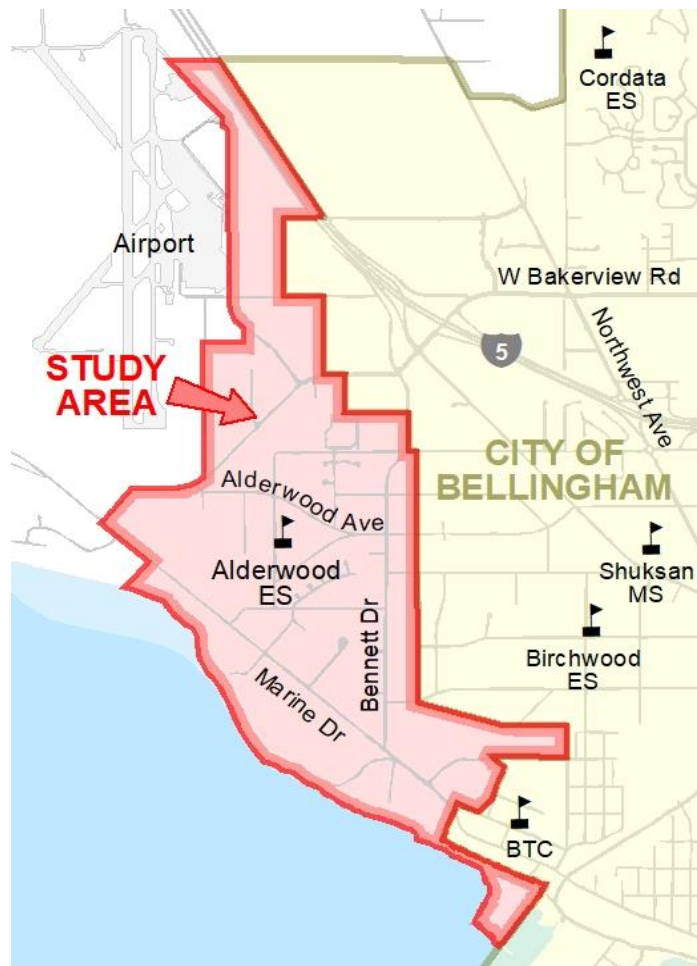 Cordata
ES
Airport
W Bakerview Rd
Northwest Ave
5
STUDY
AREA
CITY OF
BELLINGHAM
Alderwood Ave
Alderwood
ES
Shuksan
MS
Birchwood
ES
Bennett Dr
Marine Dr
BTC